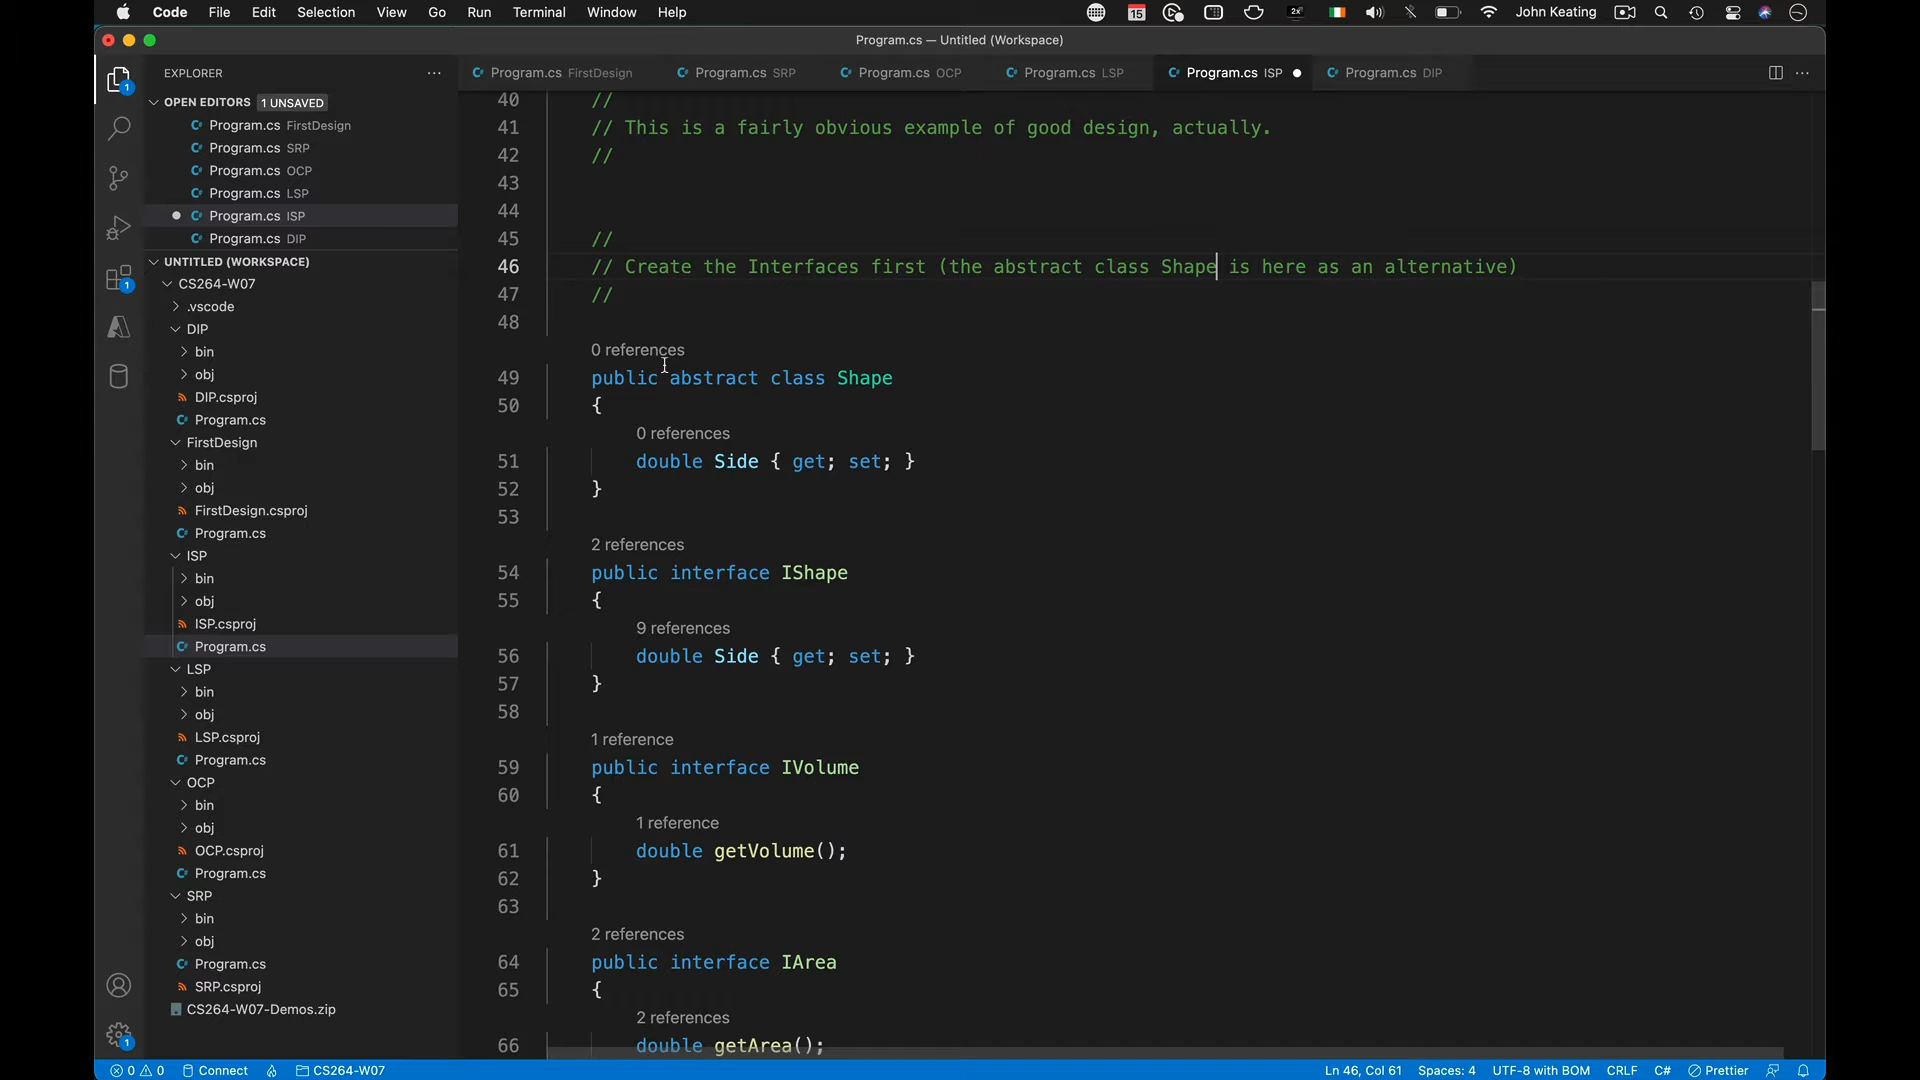 Code File Edit Selection View Go Run Terminal Window Help 15 2x John Keating
Program.cs — Untitled (Workspace)
EXPLORER
OPEN EDITORS 1 UNSAVED
Program.cs FirstDesign
Program.cs SRP
Program.cs OCP
Program.cs LSP
Program.cs ISP
Program.cs DIP
UNTITLED (WORKSPACE)
CS264-W07
.vscode
DIP
bin
obj
DIP.csproj
Program.cs
FirstDesign
bin
obj
FirstDesign.csproj
Program.cs
ISP
bin
obj
ISP.csproj
Program.cs
LSP
bin
obj
LSP.csproj
Program.cs
OCP
bin
obj
OCP.csproj
Program.cs
SRP
bin
obj
Program.cs
SRP.csproj
CS264-W07-Demos.zip
1
1
1
Program.cs FirstDesign Program.cs SRP Program.cs OCP Program.cs LSP Program.cs ISP Program.cs DIP
40 //
41 // This is a fairly obvious example of good design, actually.
42 //
43
44
45 //
46 // Create the Interfaces first (the abstract class Shape is here as an alternative)
47 //
48
0 references
49 public abstract class Shape
50 {
0 references
51 double Side { get; set; }
52 }
53
2 references
54 public interface IShape
55 {
9 references
56 double Side { get; set; }
57 }
58
1 reference
59 public interface IVolume
60 {
1 reference
61 double getVolume();
62 }
63
2 references
64 public interface IArea
65 {
2 references
66 double getArea();
0 0 Connect CS264-W07 Ln 46, Col 61 Spaces: 4 UTF-8 with BOM CRLF C# Prettier